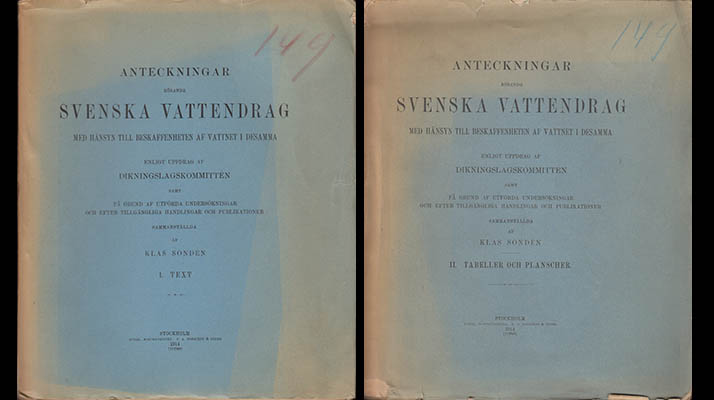 149
ANTECKNINGAR
RÖRANDE
SVENSKA VATTENDRAG
MED HÄNSYN TILL BESKAFFENHETEN AF VATTNET I DESAMMA
ENLIGT UPPDRAG AF
DIKNINGSLAGSKOMMITTÉN
SAMT
PÅ GRUND AF UTFÖRDA UNDERSÖKNINGAR
OCH EFTER TILLGÄNGLIGA HANDLINGAR OCH PUBLIKATIONER
SAMMANSTÄLLDA
AF
KLAS SONDÉN
I. TEXT
STOCKHOLM
1914
149
ANTECKNINGAR
RÖRANDE
SVENSKA VATTENDRAG
MED HÄNSYN TILL BESKAFFENHETEN AF VATTNET I DESAMMA
ENLIGT UPPDRAG AF
DIKNINGSLAGSKOMMITTÉN
SAMT
PÅ GRUND AF UTFÖRDA UNDERSÖKNINGAR
OCH EFTER TILLGÄNGLIGA HANDLINGAR OCH PUBLIKATIONER
SAMMANSTÄLLDA
AF
KLAS SONDÉN
II. TABELLER OCH PLANSCHER.
STOCKHOLM
1914